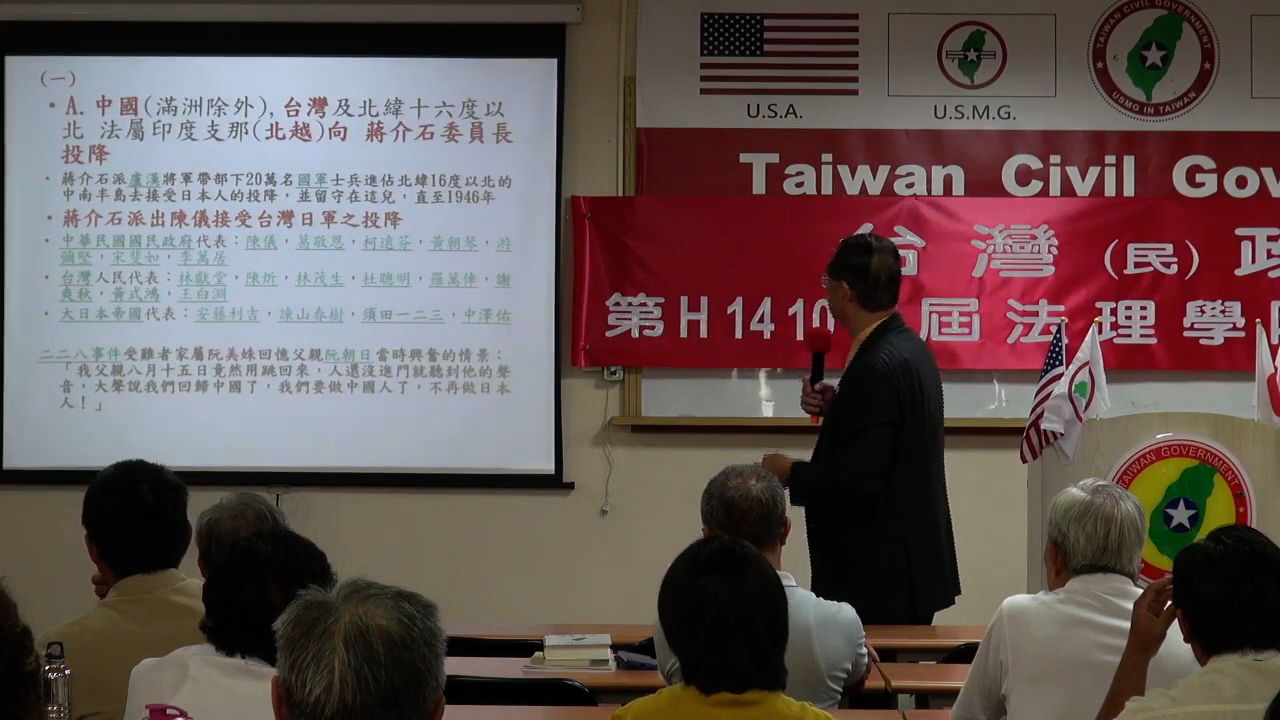 (一)
• A. 中國(滿洲除外), 台灣及北緯十六度以
北 法屬印度支那(北越)向 蔣介石委員長
投降
• 蔣介石派盧漢將軍帶部下20萬名國軍士兵進佔北緯16度以北的
中南半島去接受日本人的投降，並留守在這兒，直至1946年
• 蔣介石派出陳儀接受台灣日軍之投降
• 中華民國國民政府代表：陳儀，葛敬恩，柯遠芬，黃朝琴，游
彌堅，宋斐如，李萬居
• 台灣人民代表：林獻堂，陳炘，林茂生，杜聰明，羅萬俥，謝
爽秋，黃式鴻，王白淵
• 大日本帝國代表：安藤利吉，諫山春樹，須田一二三，中澤佑
二二八事件受難者家屬阮美姝回憶父親阮朝日當時興奮的情景：
「我父親八月十五日竟然用跳回來，人還沒進門就聽到他的聲
音，大聲說我們回歸中國了，我們要做中國人了，不再做日本
人！」
U.S.A.
U.S.M.G.
TAIWAN CIVIL GOVERNMENT
USMG IN TAIWAN
Taiwan Civil Gov
台灣(民)政
第H1410 屆法理學
TAIWAN GOVERNMENT